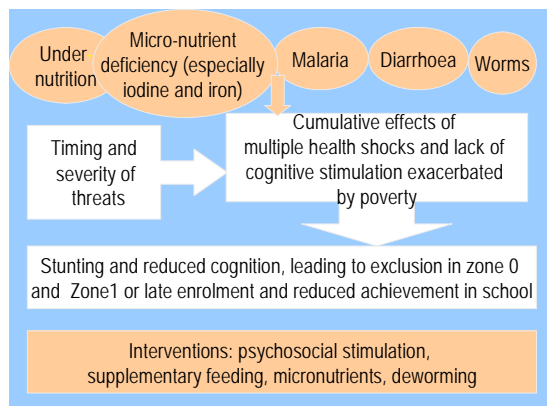 Under
nutrition
Micro-nutrient
deficiency (especially
iodine and iron)
Malaria
Diarrhoea
Worms
Timing and
severity of
threats
Cumulative effects of
multiple health shocks and lack of
cognitive stimulation exacerbated
by poverty
Stunting and reduced cognition, leading to exclusion in zone 0
and Zone1 or late enrolment and reduced achievement in school
Interventions: psychosocial stimulation,
supplementary feeding, micronutrients, deworming